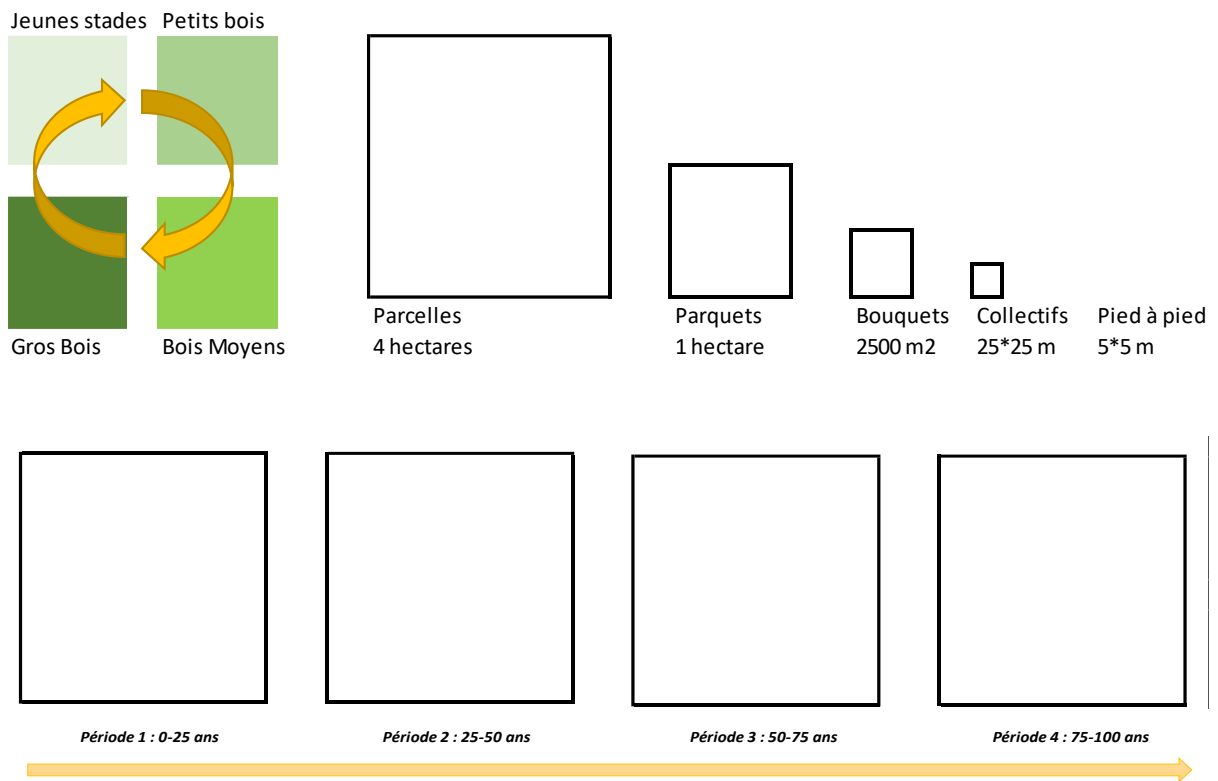 Jeunes stades Petits bois
Gros Bois Bois Moyens
Parcelles
4 hectares
Parquets
1 hectare
Bouquets
2500 m2
Collectifs
25*25 m
Pied à pied
5*5 m
Période 1 : 0-25 ans
Période 2 : 25-50 ans
Période 3 : 50-75 ans
Période 4 : 75-100 ans